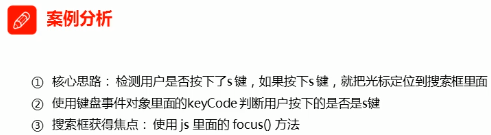 案例分析
① 核心思路：检测用户是否按下了s 键，如果按下s 键，就把光标定位到搜索框里面
② 使用键盘事件对象里面的keyCode 判断用户按下的是否是s键
③ 搜索框获得焦点：使用 js 里面的 focus() 方法